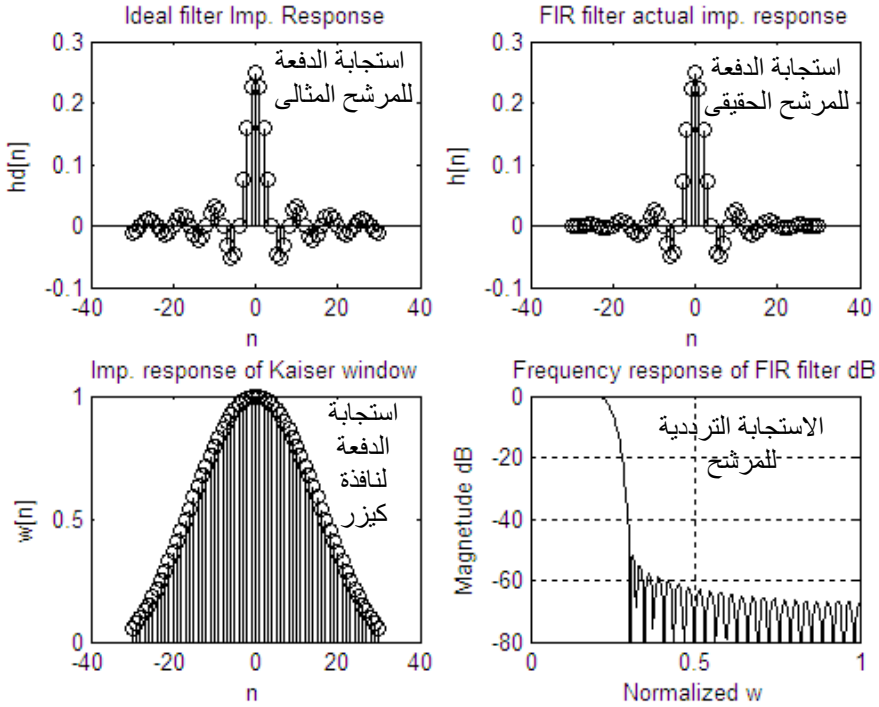 Ideal filter Imp. Response
استجابة الدفعة
للمرشح المثالى
hd[n]
0.3
0.2
0.1
0
-0.1
-40
-20
0
20
40
n
FIR filter actual imp. response
استجابة الدفعة
للمرشح الحقيقى
h[n]
0.3
0.2
0.1
0
-0.1
-40
-20
0
20
40
n
Imp. response of Kaiser window
استجابة
الدفعة
لنافذة
كيزر
w[n]
1
0.5
0
-40
-20
0
20
40
n
Frequency response of FIR filter dB
الاستجابة الترددية
للمرشح
Magnetude dB
0
-20
-40
-60
-80
0
0.5
1
Normalized w